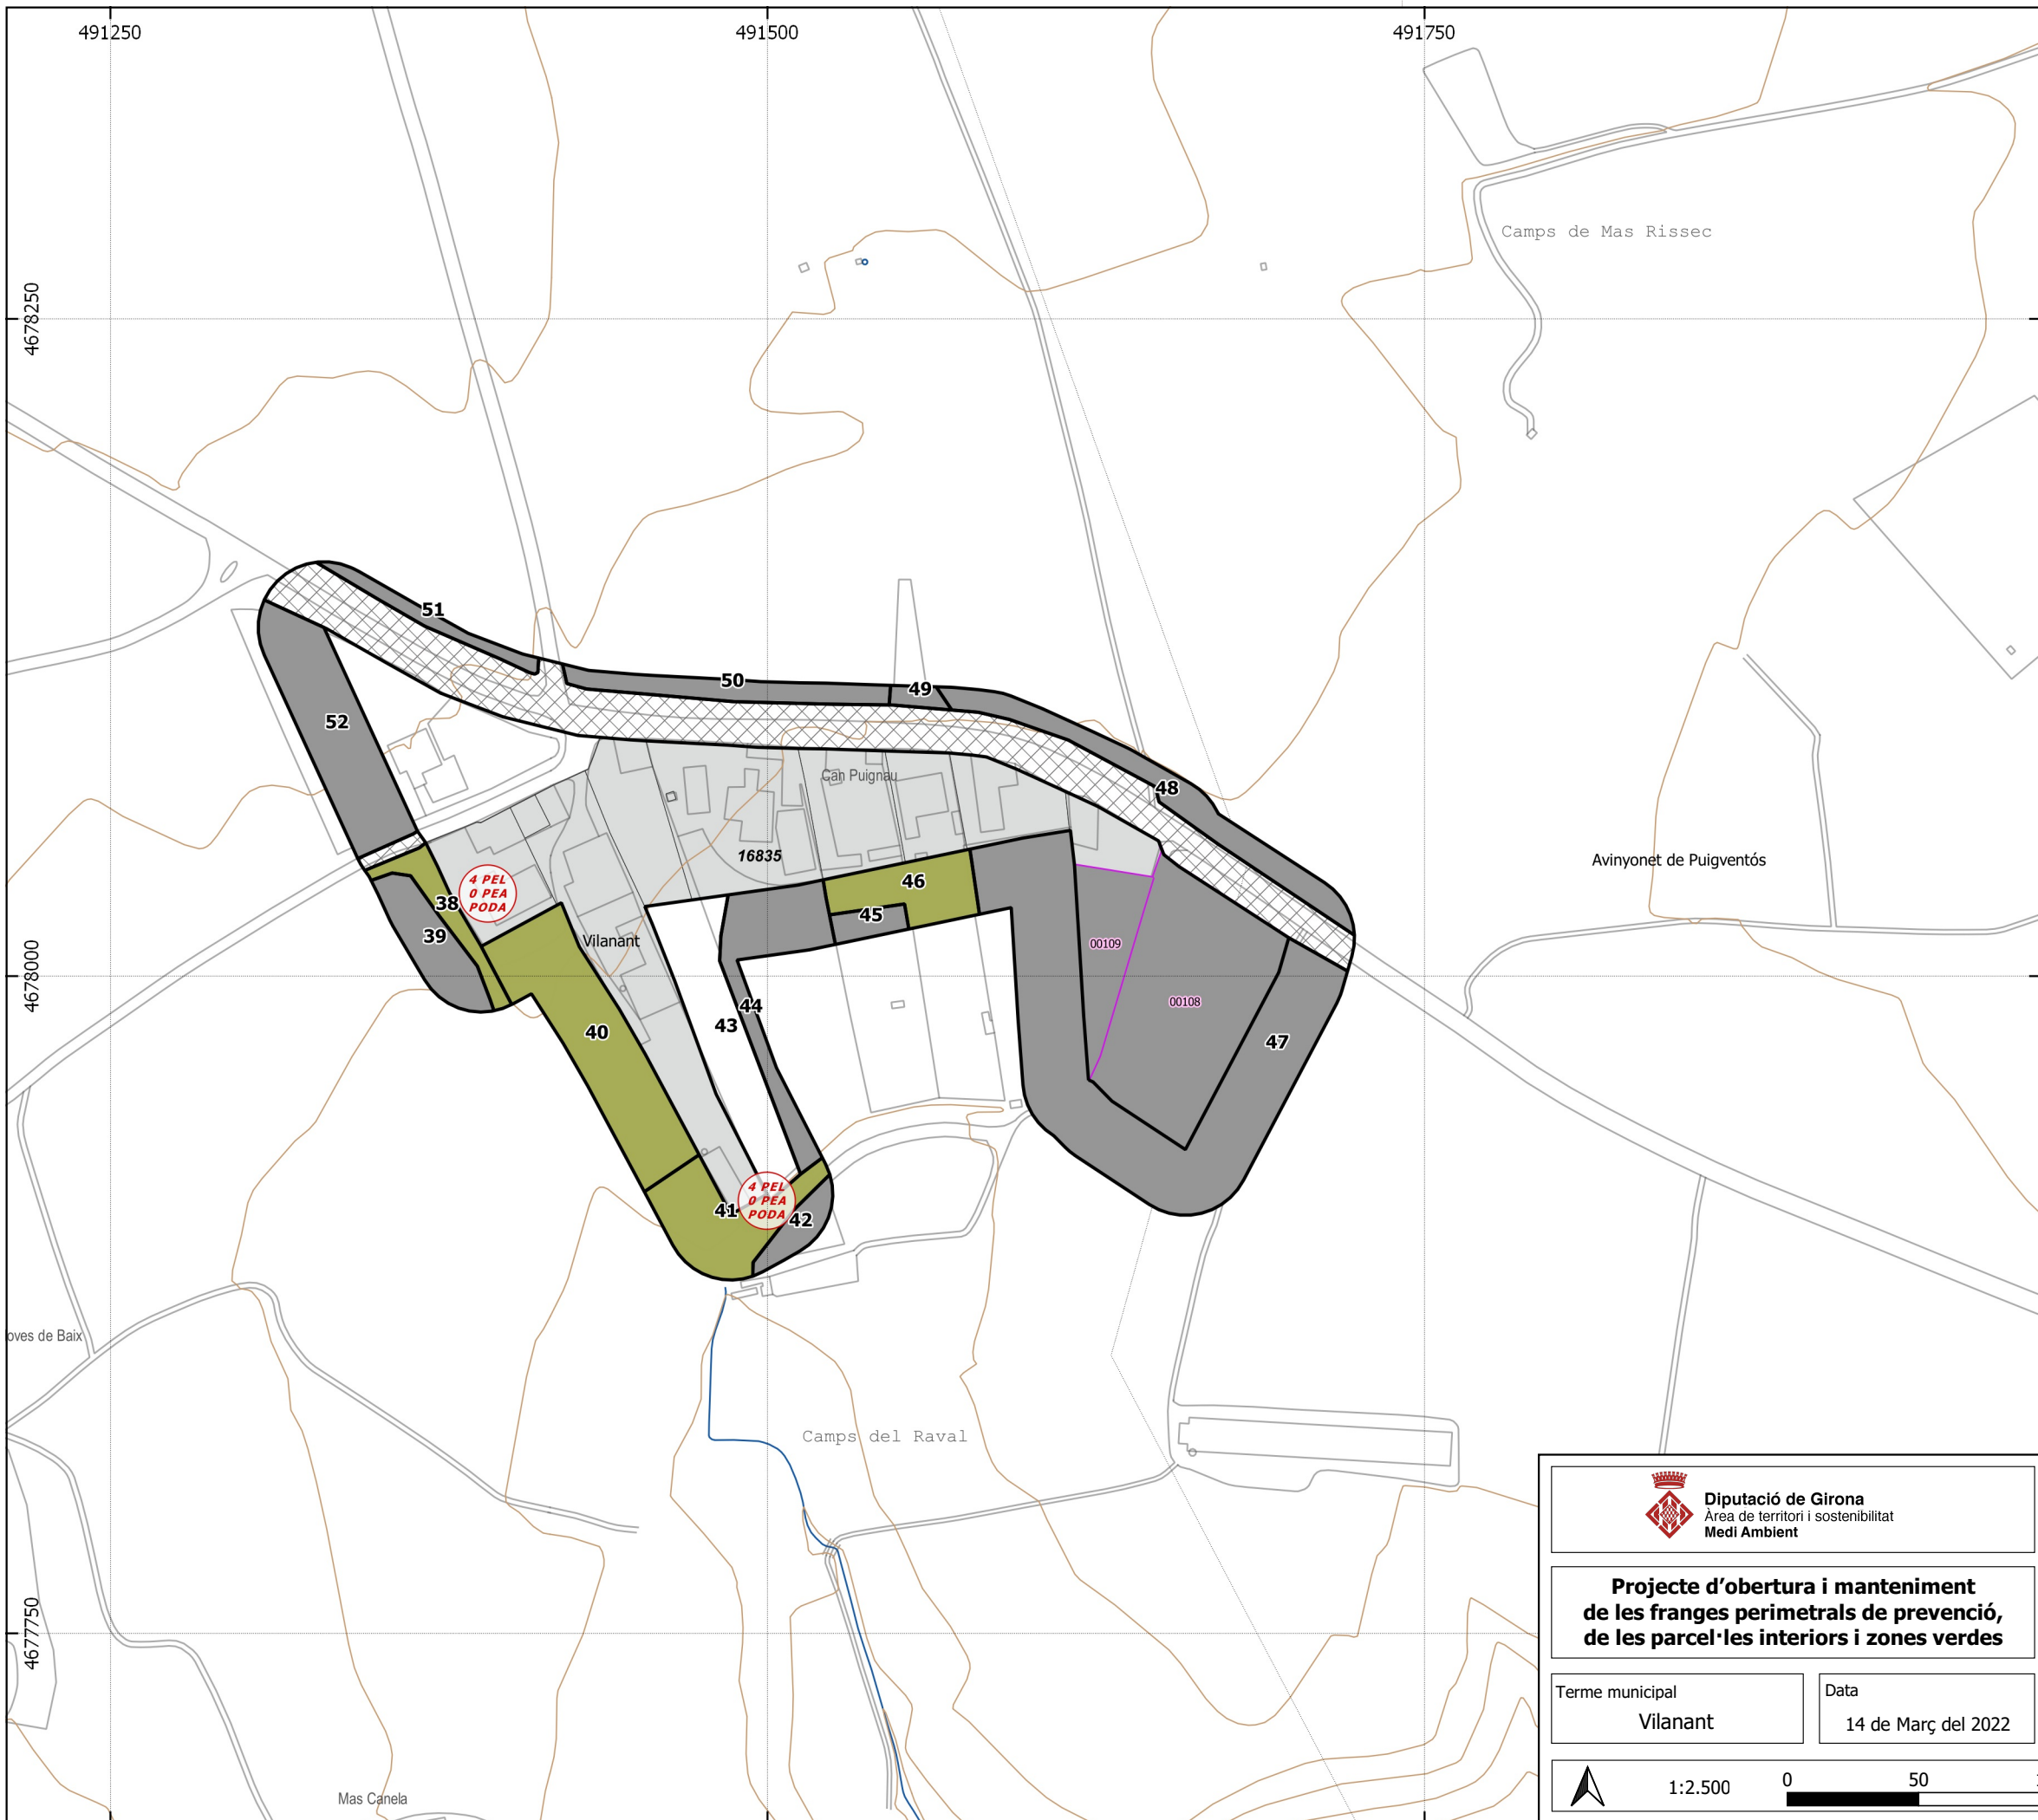 491250
491500
491750
Camps de Mas Rissec
4678250
51
50
49
52
48
Can Puignau
16835
Avinyonet de Puigventós
4 PEL
0 PEA
PODA
46
38
45
39
Vilanant
00109
4678000
44
00108
43
40
47
4 PEL
0 PEA
PODA
41
42
oves de Baix
Camps del Raval
Diputació de Girona
Àrea de territori i sostenibilitat
Medi Ambient
Projecte d'obertura i manteniment
de les franges perimetrals de prevenció,
de les parcel·les interiors i zones verdes
4677750
Terme municipal
Vilanant
Data
14 de Març del 2022
Mas Canela
1:2.500
0 50